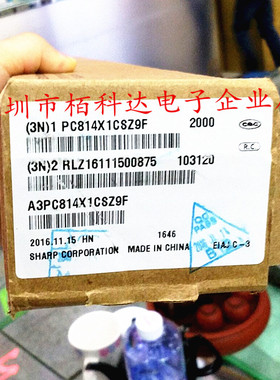 圳市栢科达电子企业
(3N)1 PC814X1CSZ9F 2000
(3N)2 RLZ16111500875 103120
R.C
A3PC814X1CSZ9F
2016.11.15 HN 1646
SHARP CORPORATION MADE IN CHINA EIAJ C-3